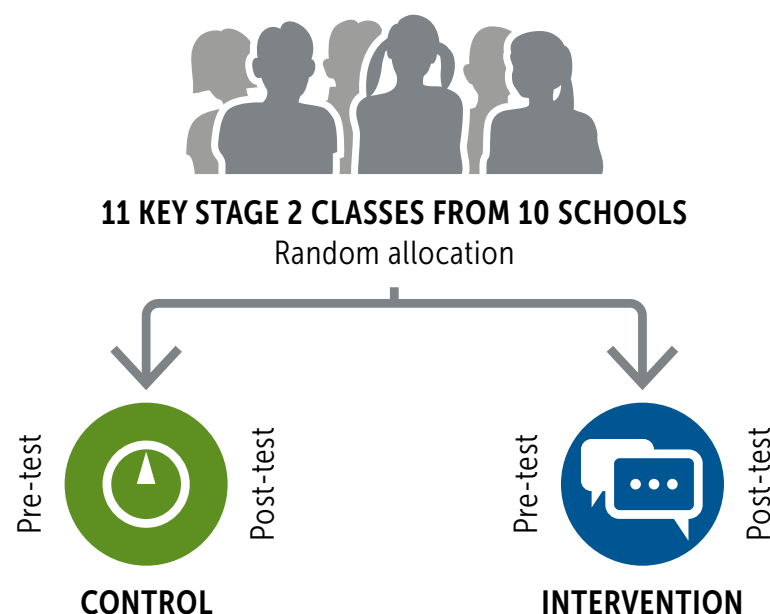 11 KEY STAGE 2 CLASSES FROM 10 SCHOOLS
Random allocation
Pre-test
Post-test
Pre-test
Post-test
CONTROL
INTERVENTION